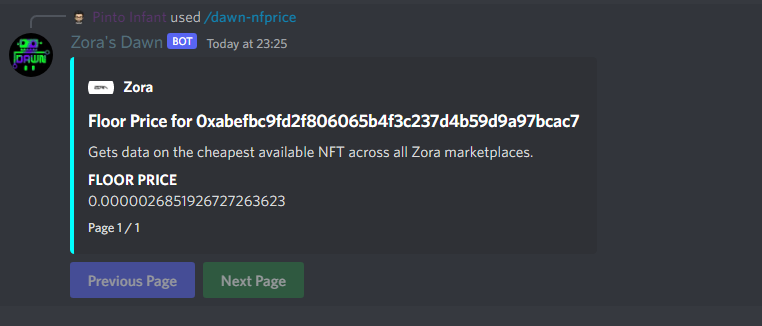 Pinto Infant used /dawn-nfprice
DAWN
Zora's Dawn BOT Today at 23:25
Zora
Floor Price for 0xabefbc9fd2f806065b4f3c237d4b59d9a97bcac7
Gets data on the cheapest available NFT across all Zora marketplaces.
FLOOR PRICE
0.0000026851926727263623
Page 1 / 1
Previous Page Next Page